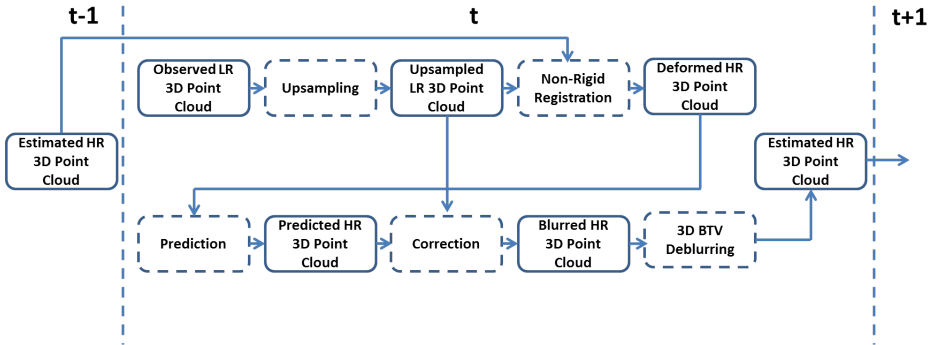 t-1
t
t+1
Observed LR
3D Point
Cloud
Upsampling
Upsampled
LR 3D Point
Cloud
Non-Rigid
Registration
Deformed HR
3D Point
Cloud
Estimated HR
3D Point
Cloud
Estimated HR
3D Point
Cloud
Prediction
Predicted HR
3D Point
Cloud
Correction
Blurred HR
3D Point
Cloud
3D BTV
Deblurring